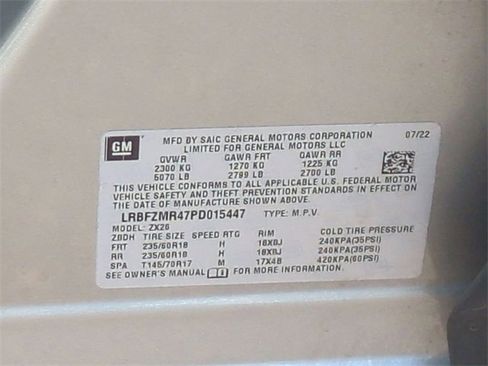 GM
MFD BY SAIC GENERAL MOTORS CORPORATION 07/22
LIMITED FOR GENERAL MOTORS LLC
GVWR GAWR FRT GAWR RR
2300 KG 1270 KG 1225 KG
5070 LB 2799 LB 2700 LB
THIS VEHICLE CONFORMS TO ALL APPLICABLE U.S. FEDERAL MOTOR
VEHICLE SAFETY AND THEFT PREVENTION STANDARDS IN EFFECT ON
THE DATE OF MANUFACTURE SHOWN ABOVE.
LRBFZMR47PD015447 TYPE: M.P.V.
MODEL: ZX26
ZBDH TIRE SIZE SPEED RTG RIM COLD TIRE PRESSURE
FRT 235/60R18 H 18X8J 240KPA(35PSI)
RR 235/60R18 H 18X8J 240KPA(35PSI)
SPA T145/70R17 M 17X4B 420KPA(60PSI)
SEE OWNER'S MANUAL FOR MORE INFORMATION.